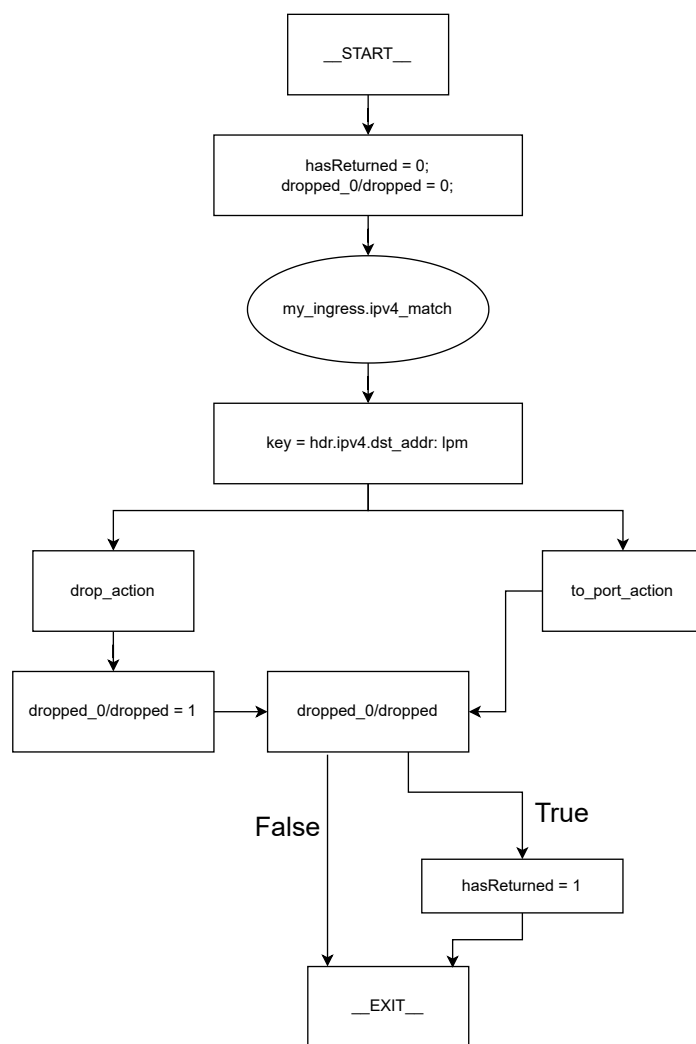 __START__
hasReturned = 0;
dropped_0/dropped = 0;
my_ingress.ipv4_match
key = hdr.ipv4.dst_addr: lpm
drop_action
to_port_action
dropped_0/dropped = 1
dropped_0/dropped
False
True
hasReturned = 1
__EXIT__